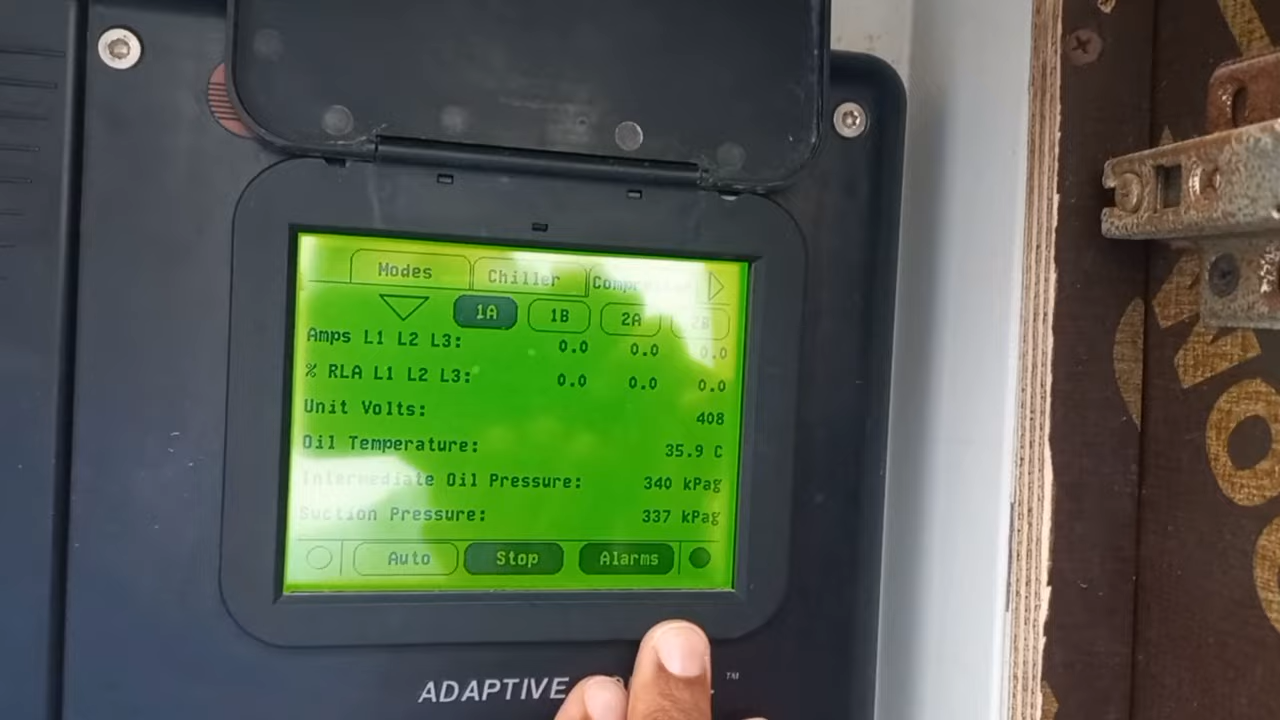 Modes Chiller
1A 1B 2A 2B
Amps L1 L2 L3: 0.0 0.0 0.0
% RLA L1 L2 L3: 0.0 0.0 0.0
Unit Volts: 408
Oil Temperature: 35.9 C
Intermediate Oil Pressure: 340 kPag
Suction Pressure: 337 kPag
Auto Stop Alarms
ADAPTIVE ™